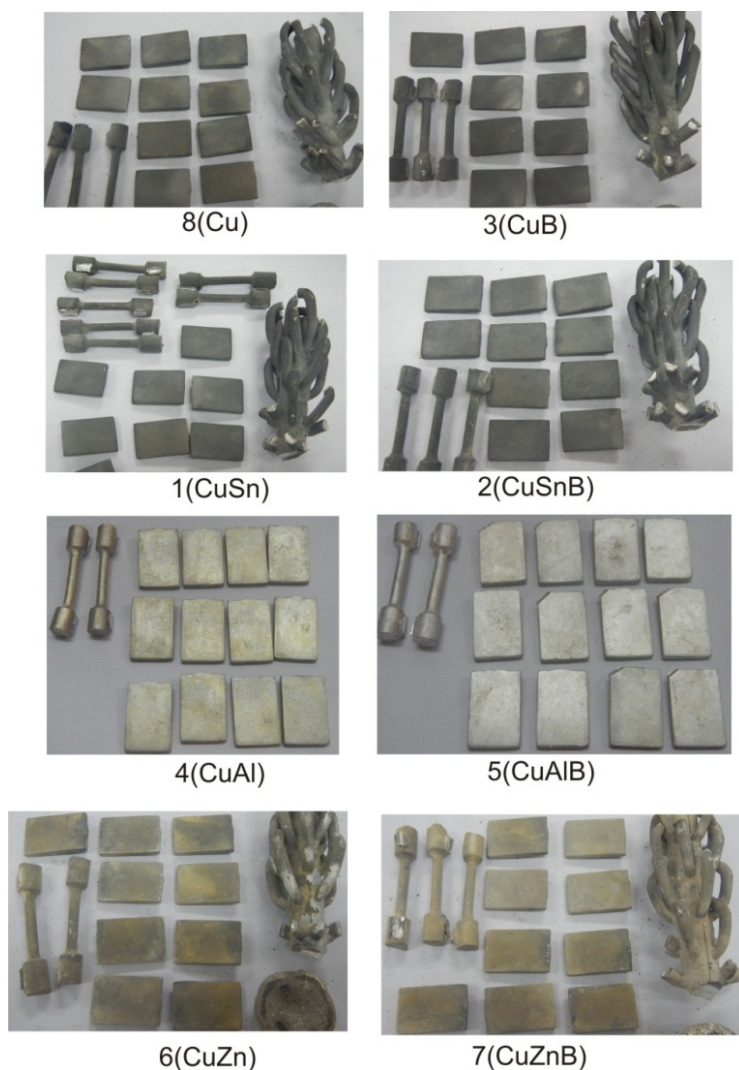 8(Cu)
3(CuB)
1(CuSn)
2(CuSnB)
4(CuAl)
5(CuAlB)
6(CuZn)
7(CuZnB)